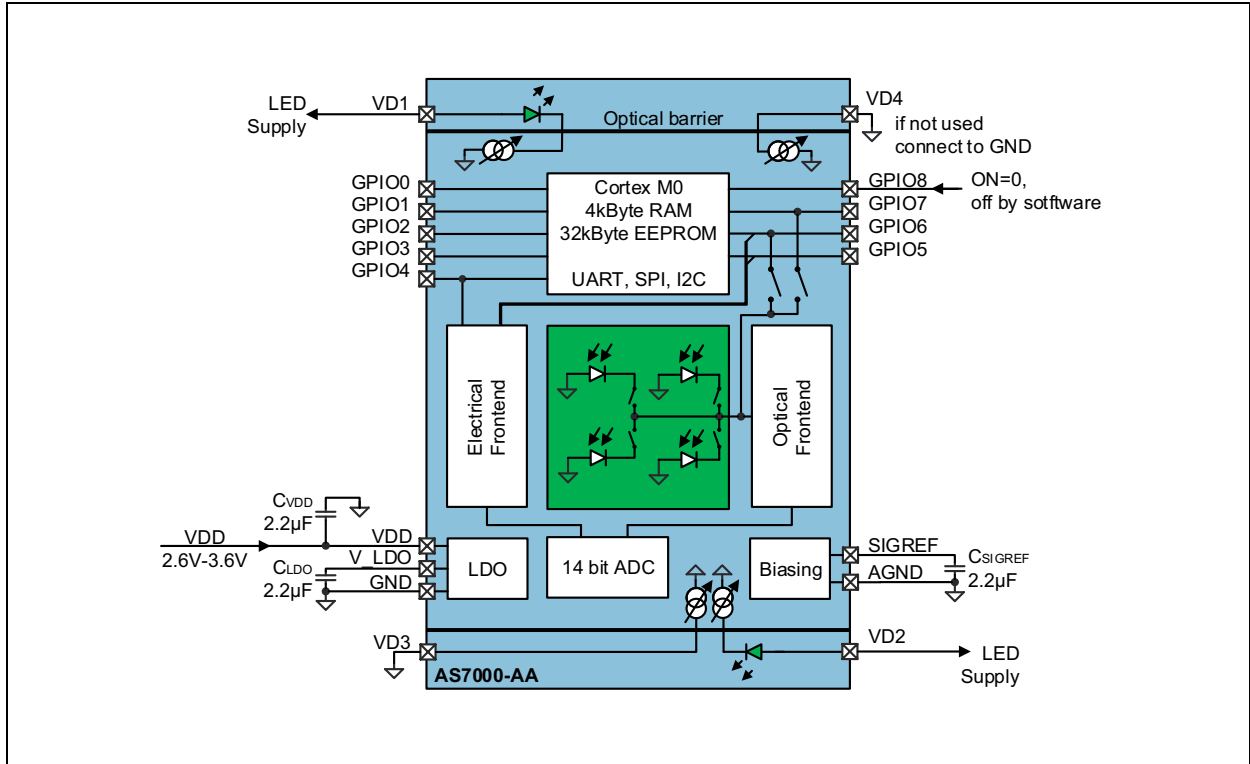 LED
Supply
VD1
Optical barrier
VD4
if not used
connect to GND
GPIO0
GPIO1
GPIO2
GPIO3
GPIO4
Cortex M0
4kByte RAM
32kByte EEPROM
UART, SPI, I2C
GPIO8
GPIO7
GPIO6
GPIO5
ON=0,
off by sotftware
Electrical
Frontend
Optical
Frontend
CVDD
2.2µF
VDD
2.6V-3.6V
VDD
V_LDO
GND
CLDO
2.2µF
LDO
14 bit ADC
Biasing
SIGREF
AGND
CSIGREF
2.2µF
VD3
VD2
LED
Supply
AS7000-AA